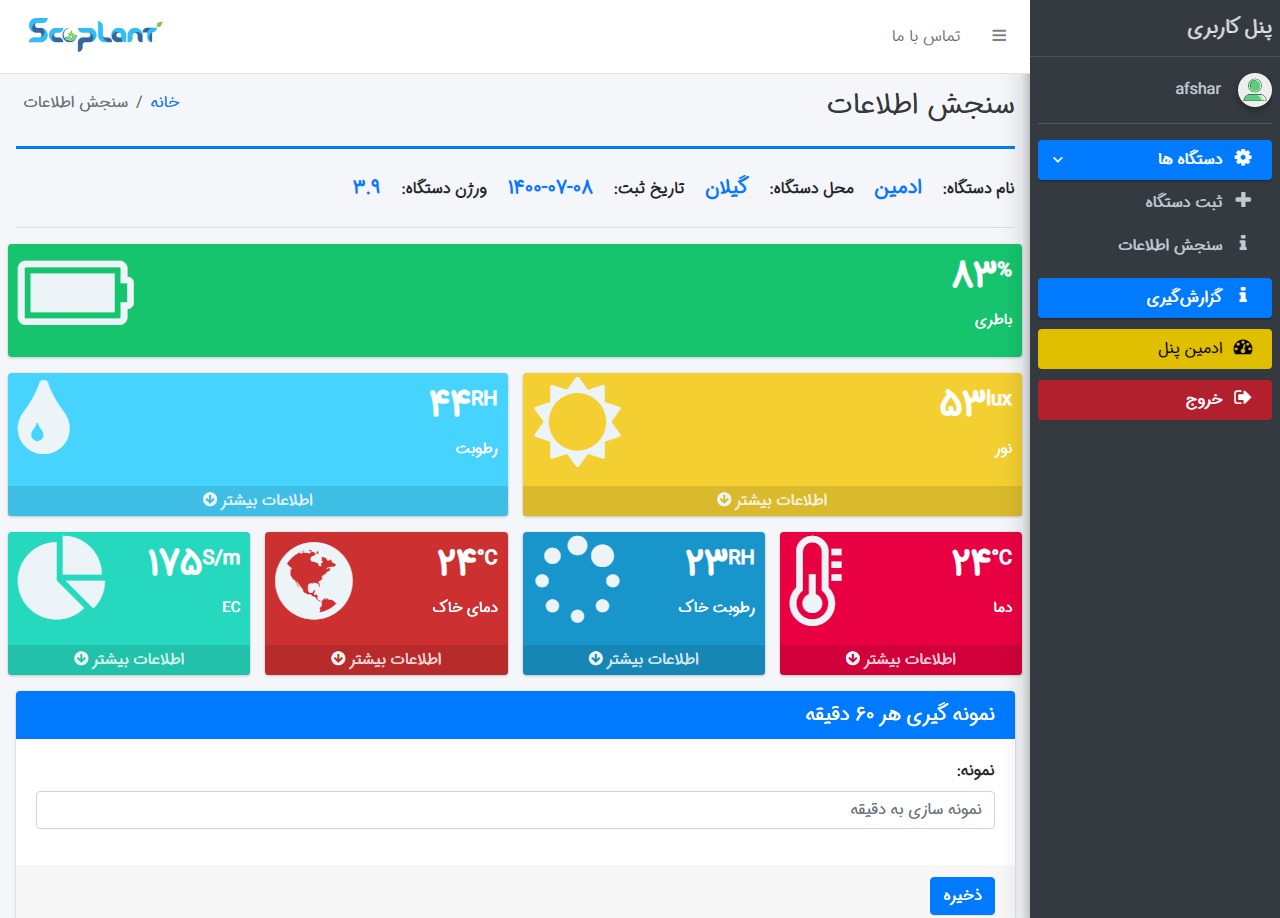 پنل کاربری
afshar
دستگاه ها
ثبت دستگاه
سنجش اطلاعات
گزارش‌گیری
ادمین پنل
خروج
تماس با ما
Scoplant
سنجش اطلاعات
خانه / سنجش اطلاعات
نام دستگاه: ادمین محل دستگاه: گیلان تاریخ ثبت: ۱۴۰۰-۰۷-۰۸ ورژن دستگاه: ۳.۹
۸۳%
باطری
۵۳lux
نور
اطلاعات بیشتر
۴۴RH
رطوبت
اطلاعات بیشتر
۲۴°C
دما
اطلاعات بیشتر
۲۳RH
رطوبت خاک
اطلاعات بیشتر
۲۴°C
دمای خاک
اطلاعات بیشتر
۱۷۵S/m
EC
اطلاعات بیشتر
نمونه گیری هر ۶۰ دقیقه
نمونه:
نمونه سازی به دقیقه
ذخیره